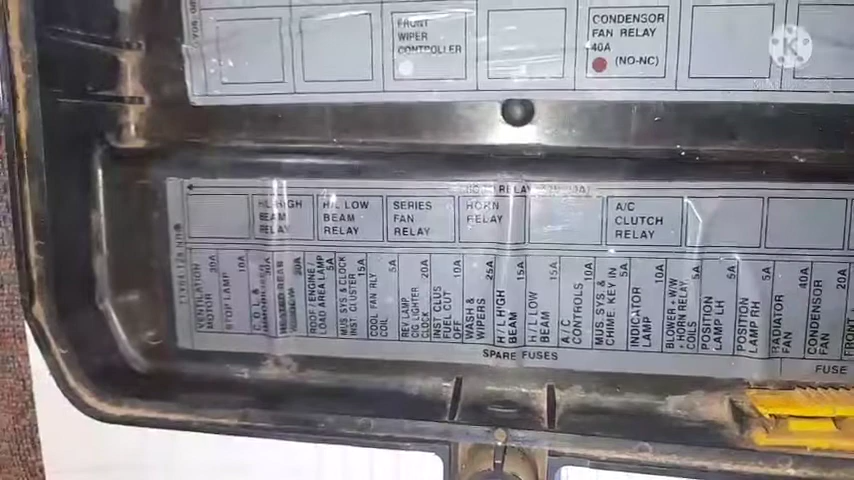 FRONT
WIPER
CONTROLLER
CONDENSOR
FAN RELAY
40A
(NO-NC)
BEAM
RELAY
H/L LOW
BEAM
RELAY
SERIES
FAN
RELAY
HORN
RELAY
A/C
CLUTCH
RELAY
VENTILATION 30A
MOTOR
STOP LAMP 10A
ROOF/ENGINE/ 5A
LOAD AREA LAMP
MUS.SYS & CLOCK 15A
INST. CLUSTER
COOL FAN RLY 5A
COIL
REV LAMP 20A
CIG LIGHTER
CLOCK
INST CLUS 10A
FUEL CUT
OFF
WASH & 25A
WIPERS
H/L HIGH 15A
BEAM
H/L LOW 15A
BEAM
A/C 10A
CONTROLS
MUS.SYS 5A
KEY IN
CHIME.
INDICATOR 10A
LAMP
BLOWER +W 5A
+HORN RELAY
COILS
POSITION 5A
LAMP LH
POSITION 5A
LAMP RH
RADIATOR 40A
FAN
CONDENSOR 20A
FAN
FRONT
SPARE FUSES
FUSE
K
KINEMASTER